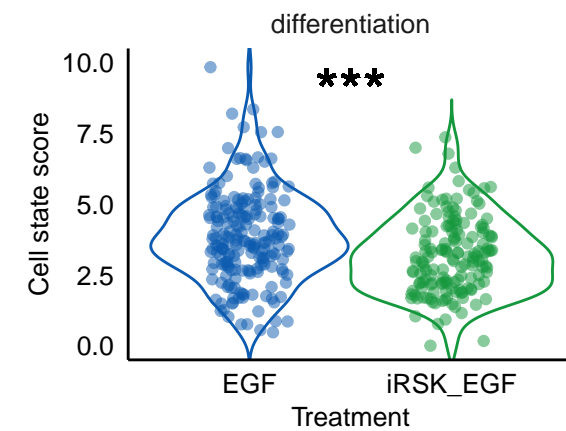 differentiation
***
Cell state score
10.0
7.5
5.0
2.5
0.0
EGF
iRSK_EGF
Treatment